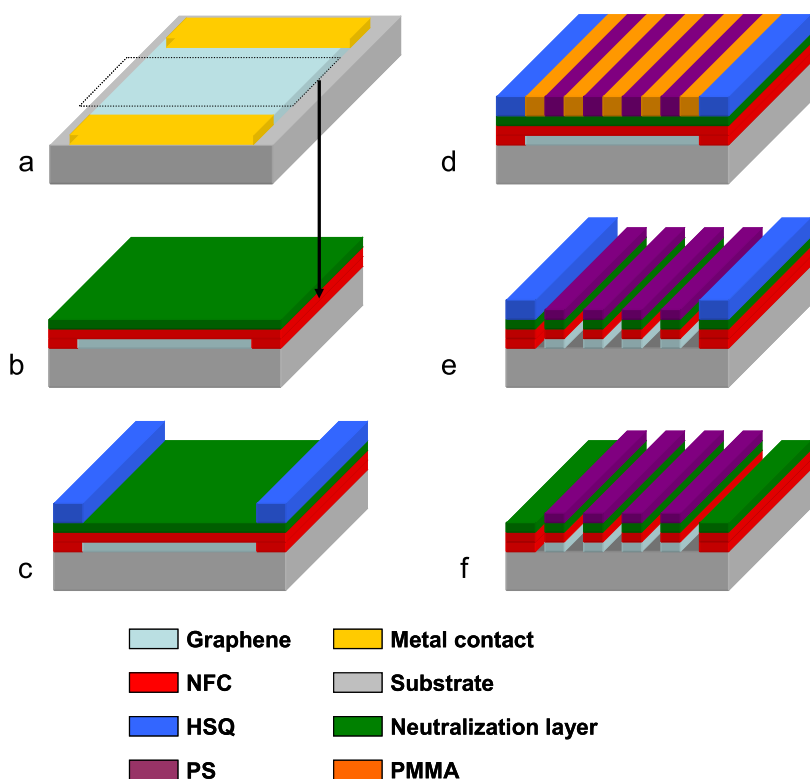 a
b
c
d
e
f
Graphene
Metal contact
NFC
Substrate
HSQ
Neutralization layer
PS
PMMA